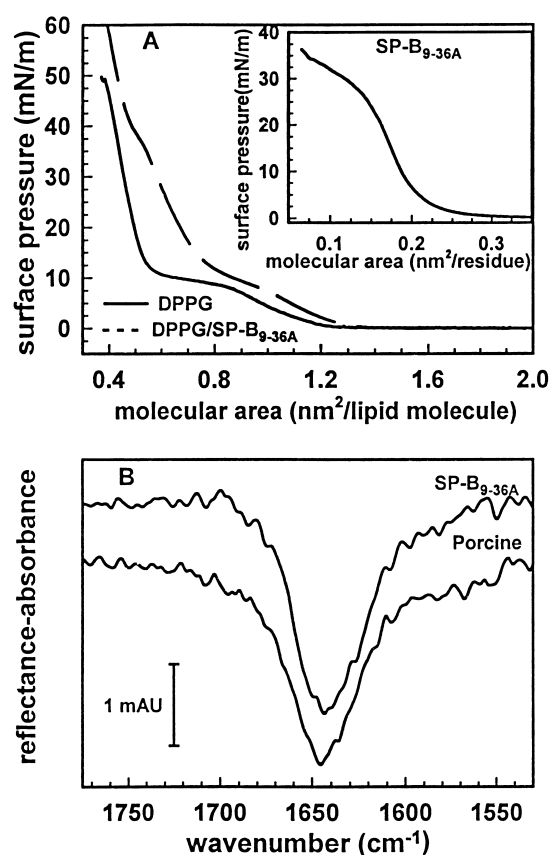 A
surface pressure (mN/m)
60
50
40
30
20
10
0
0.4 0.8 1.2 1.6 2.0
molecular area (nm²/lipid molecule)
DPPG
DPPG/SP-B₉₋₃₆A
SP-B₉₋₃₆A
surface pressure(mN/m)
40
30
20
10
0
0.1 0.2 0.3
molecular area (nm²/residue)
B
SP-B₉₋₃₆A
Porcine
reflectance-absorbance
1 mAU
1750 1700 1650 1600 1550
wavenumber (cm⁻¹)